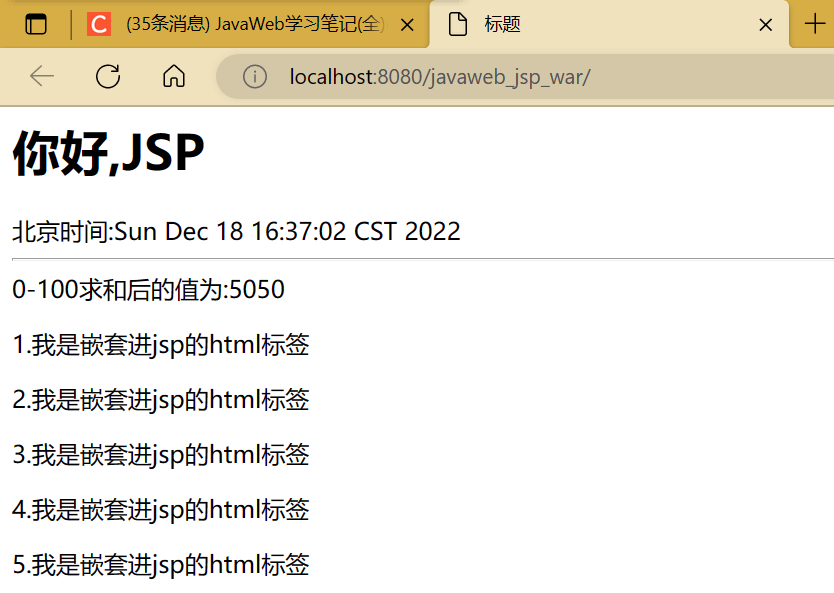 C (35条消息) JavaWeb学习笔记(全)
标题
localhost:8080/javaweb_jsp_war/
你好,JSP
北京时间:Sun Dec 18 16:37:02 CST 2022
0-100求和后的值为:5050
1.我是嵌套进jsp的html标签
2.我是嵌套进jsp的html标签
3.我是嵌套进jsp的html标签
4.我是嵌套进jsp的html标签
5.我是嵌套进jsp的html标签